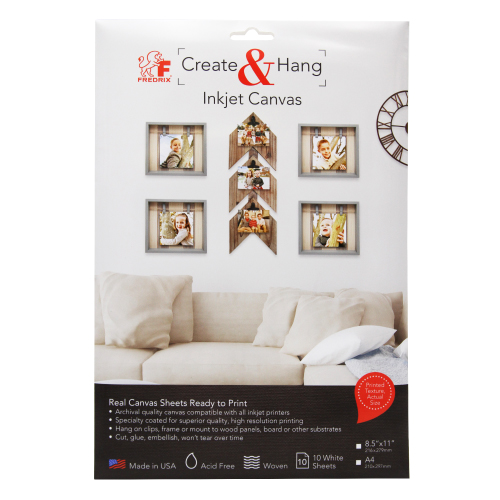 FREDRIX
Create & Hang
Inkjet Canvas
Real Canvas Sheets Ready to Print
• Archival quality canvas compatible with all inkjet printers
• Specialty coated for superior quality, high resolution printing
• Hang on clips, frame or mount to wood panels, board or other substrates
• Cut, glue, embellish, won't tear over time
Printed
Texture,
Actual
Size
Made in USA
Acid Free
Woven
10
10 White
Sheets
8.5"x11"
216x279mm
A4
210x297mm